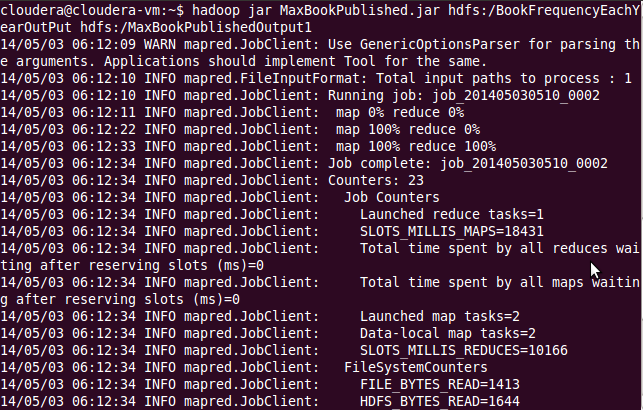 cloudera@cloudera-vm:~$ hadoop jar MaxBookPublished.jar hdfs:/BookFrequencyEachY
earOutPut hdfs:/MaxBookPublishedOutput1
14/05/03 06:12:09 WARN mapred.JobClient: Use GenericOptionsParser for parsing th
e arguments. Applications should implement Tool for the same.
14/05/03 06:12:10 INFO mapred.FileInputFormat: Total input paths to process : 1
14/05/03 06:12:10 INFO mapred.JobClient: Running job: job_201405030510_0002
14/05/03 06:12:11 INFO mapred.JobClient:  map 0% reduce 0%
14/05/03 06:12:22 INFO mapred.JobClient:  map 100% reduce 0%
14/05/03 06:12:33 INFO mapred.JobClient:  map 100% reduce 100%
14/05/03 06:12:34 INFO mapred.JobClient: Job complete: job_201405030510_0002
14/05/03 06:12:34 INFO mapred.JobClient: Counters: 23
14/05/03 06:12:34 INFO mapred.JobClient:   Job Counters
14/05/03 06:12:34 INFO mapred.JobClient:     Launched reduce tasks=1
14/05/03 06:12:34 INFO mapred.JobClient:     SLOTS_MILLIS_MAPS=18431
14/05/03 06:12:34 INFO mapred.JobClient:     Total time spent by all reduces wai
ting after reserving slots (ms)=0
14/05/03 06:12:34 INFO mapred.JobClient:     Total time spent by all maps waitin
g after reserving slots (ms)=0
14/05/03 06:12:34 INFO mapred.JobClient:     Launched map tasks=2
14/05/03 06:12:34 INFO mapred.JobClient:     Data-local map tasks=2
14/05/03 06:12:34 INFO mapred.JobClient:     SLOTS_MILLIS_REDUCES=10166
14/05/03 06:12:34 INFO mapred.JobClient:   FileSystemCounters
14/05/03 06:12:34 INFO mapred.JobClient:     FILE_BYTES_READ=1413
14/05/03 06:12:34 INFO mapred.JobClient:     HDFS_BYTES_READ=1644